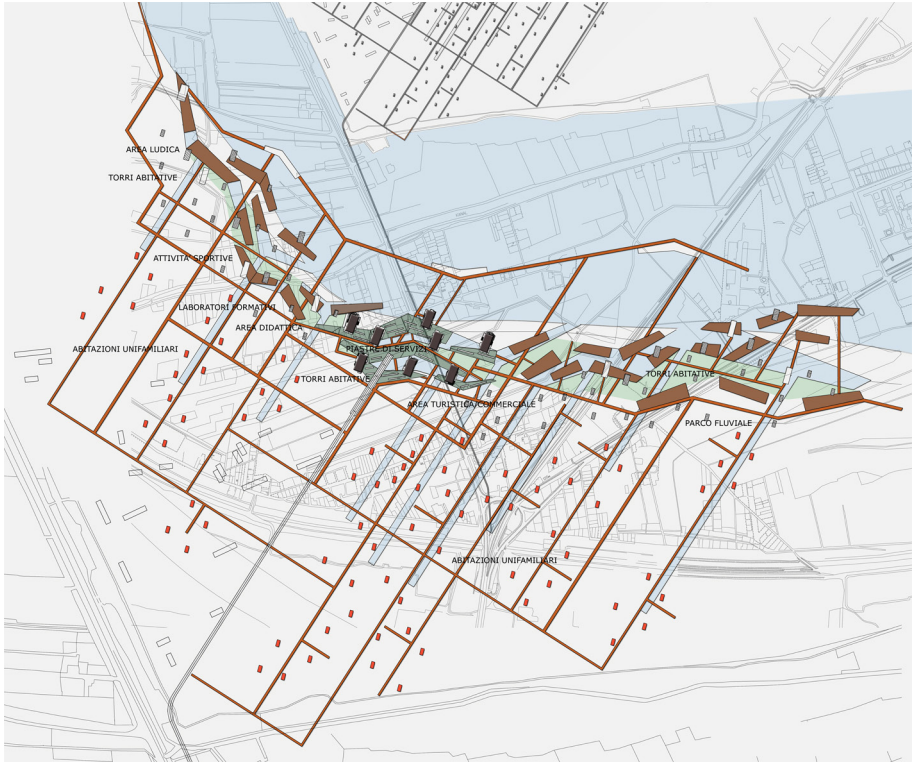 AREA LUDICA
TORRI ABITATIVE
ATTIVITA' SPORTIVE
LABORATORI FORMATIVI
AREA DIDATTICA
ABITAZIONI UNIFAMILIARI
PIASTRE DI SERVIZI
TORRI ABITATIVE
TORRI ABITATIVE
AREA TURISTICA/COMMERCIALE
PARCO FLUVIALE
ABITAZIONI UNIFAMILIARI